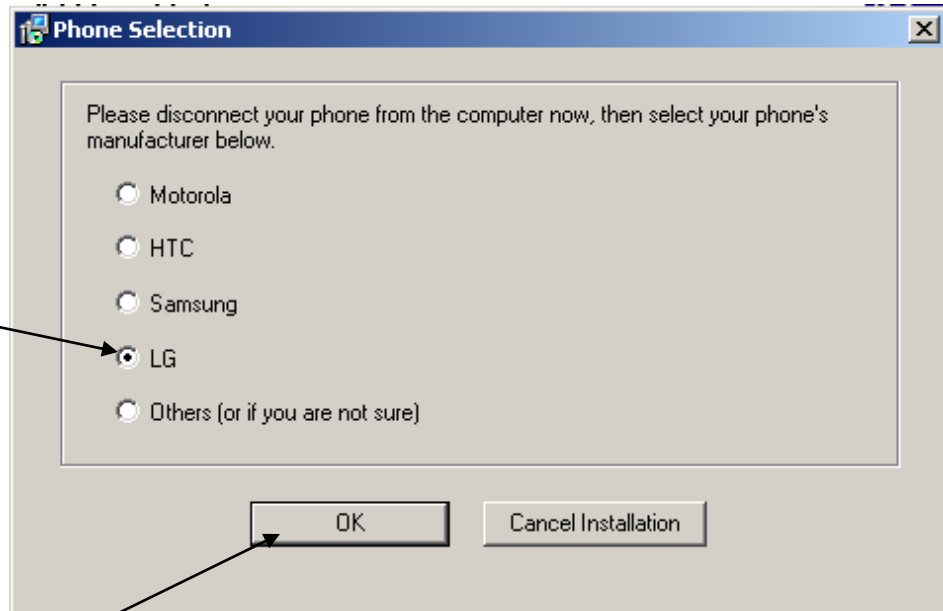 Phone Selection
Please disconnect your phone from the computer now, then select your phone's
manufacturer below.
Motorola
HTC
Samsung
LG
Others (or if you are not sure)
OK Cancel Installation